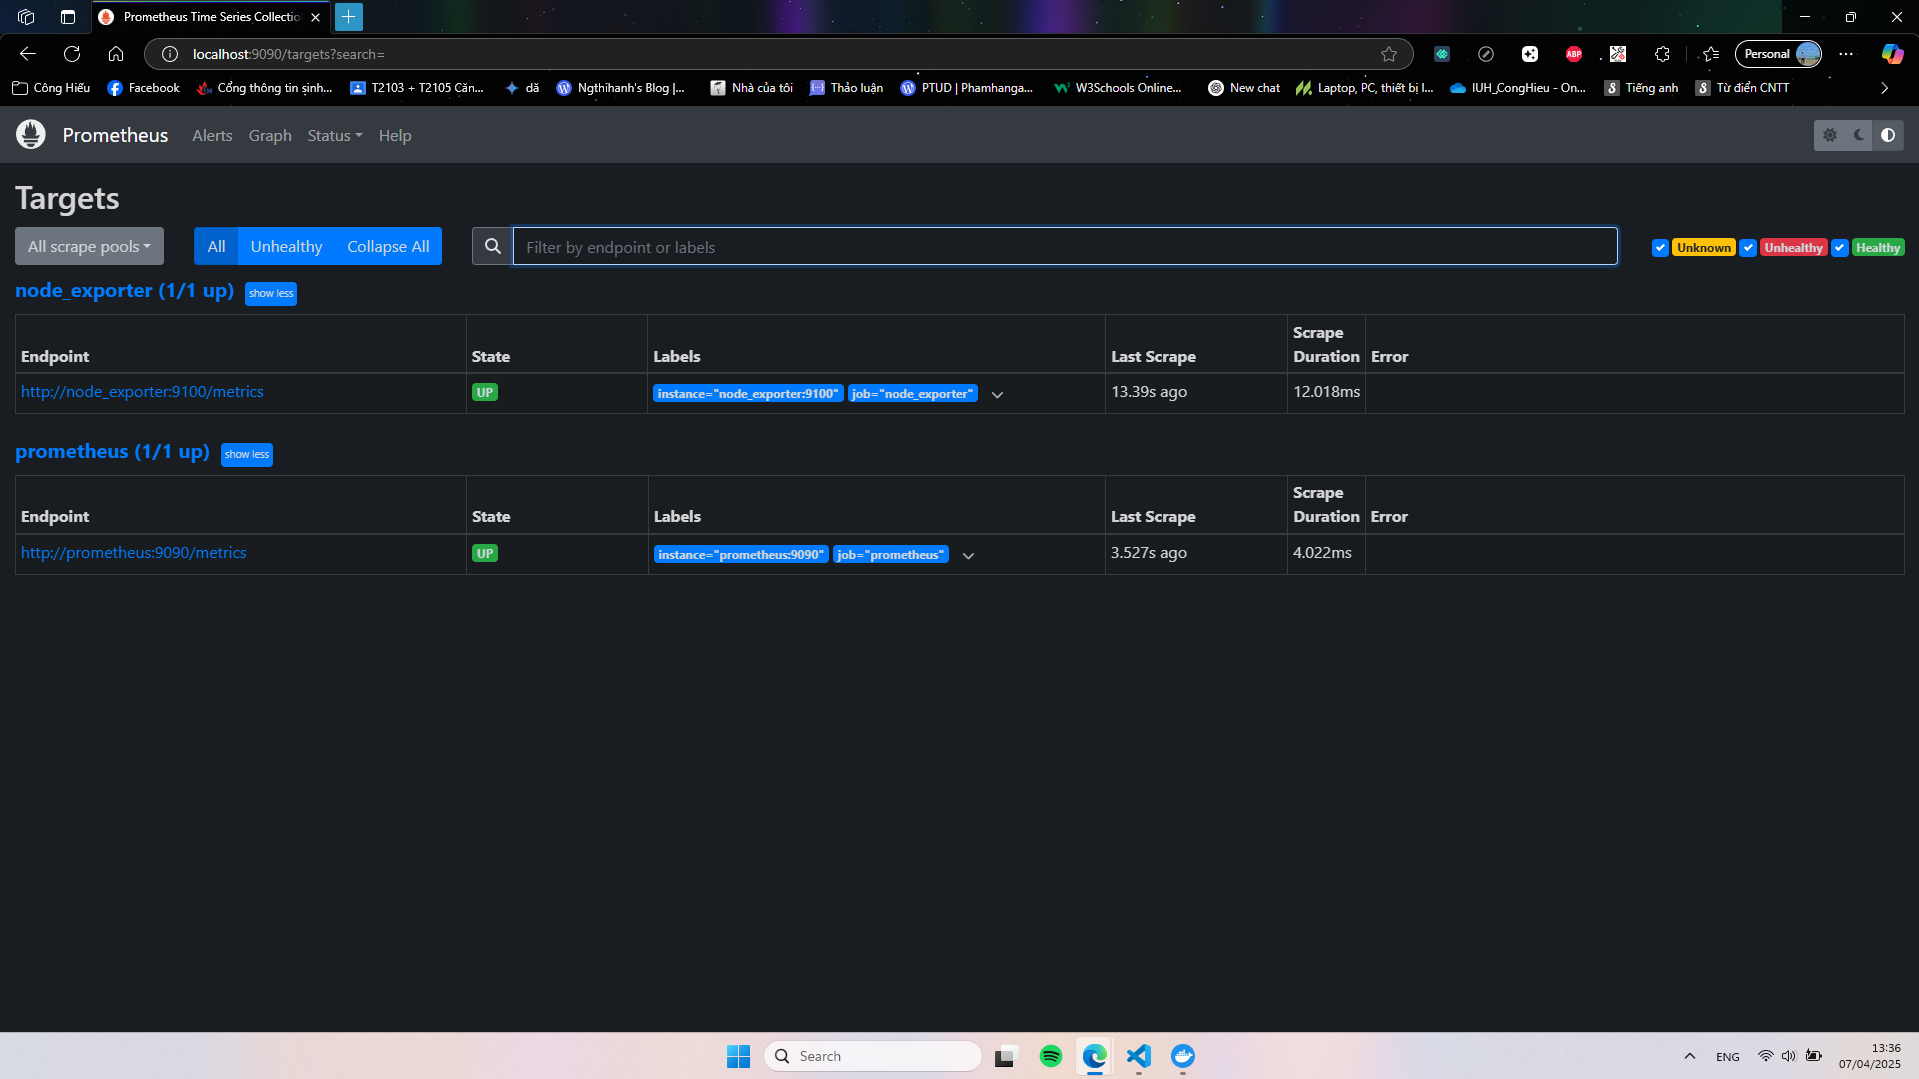 Prometheus Time Series Collectio
localhost:9090/targets?search=
ABP
Personal
Công Hiếu
Facebook
Cổng thông tin sinh...
T2103 + T2105 Căn...
dã
Ngthihanh's Blog |...
Nhà của tôi
Thảo luận
PTUD | Phamhanga...
W3Schools Online...
New chat
Laptop, PC, thiết bị l...
IUH_CongHieu - On...
Tiếng anh
Từ điển CNTT
Prometheus
Alerts
Graph
Status
Help
Targets
All scrape pools
All
Unhealthy
Collapse All
Filter by endpoint or labels
Unknown
Unhealthy
Healthy
node_exporter (1/1 up)
show less
Endpoint
State
Labels
Last Scrape
Scrape
Duration
Error
http://node_exporter:9100/metrics
UP
instance="node_exporter:9100"
job="node_exporter"
13.39s ago
12.018ms
prometheus (1/1 up)
show less
Endpoint
State
Labels
Last Scrape
Scrape
Duration
Error
http://prometheus:9090/metrics
UP
instance="prometheus:9090"
job="prometheus"
3.527s ago
4.022ms
Search
ENG
13:36
07/04/2025